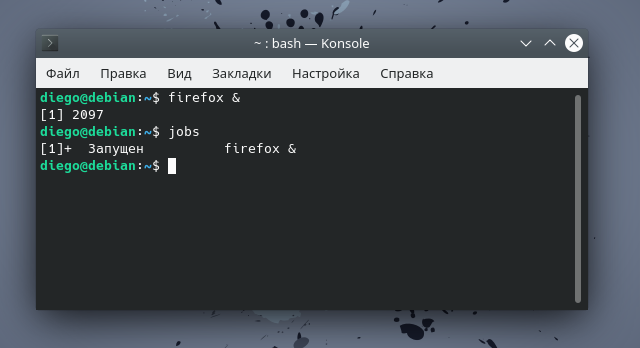 ~ : bash — Konsole
Файл Правка Вид Закладки Настройка Справка
diego@debian:~$ firefox &
[1] 2097
diego@debian:~$ jobs
[1]+  Запущен          firefox &
diego@debian:~$